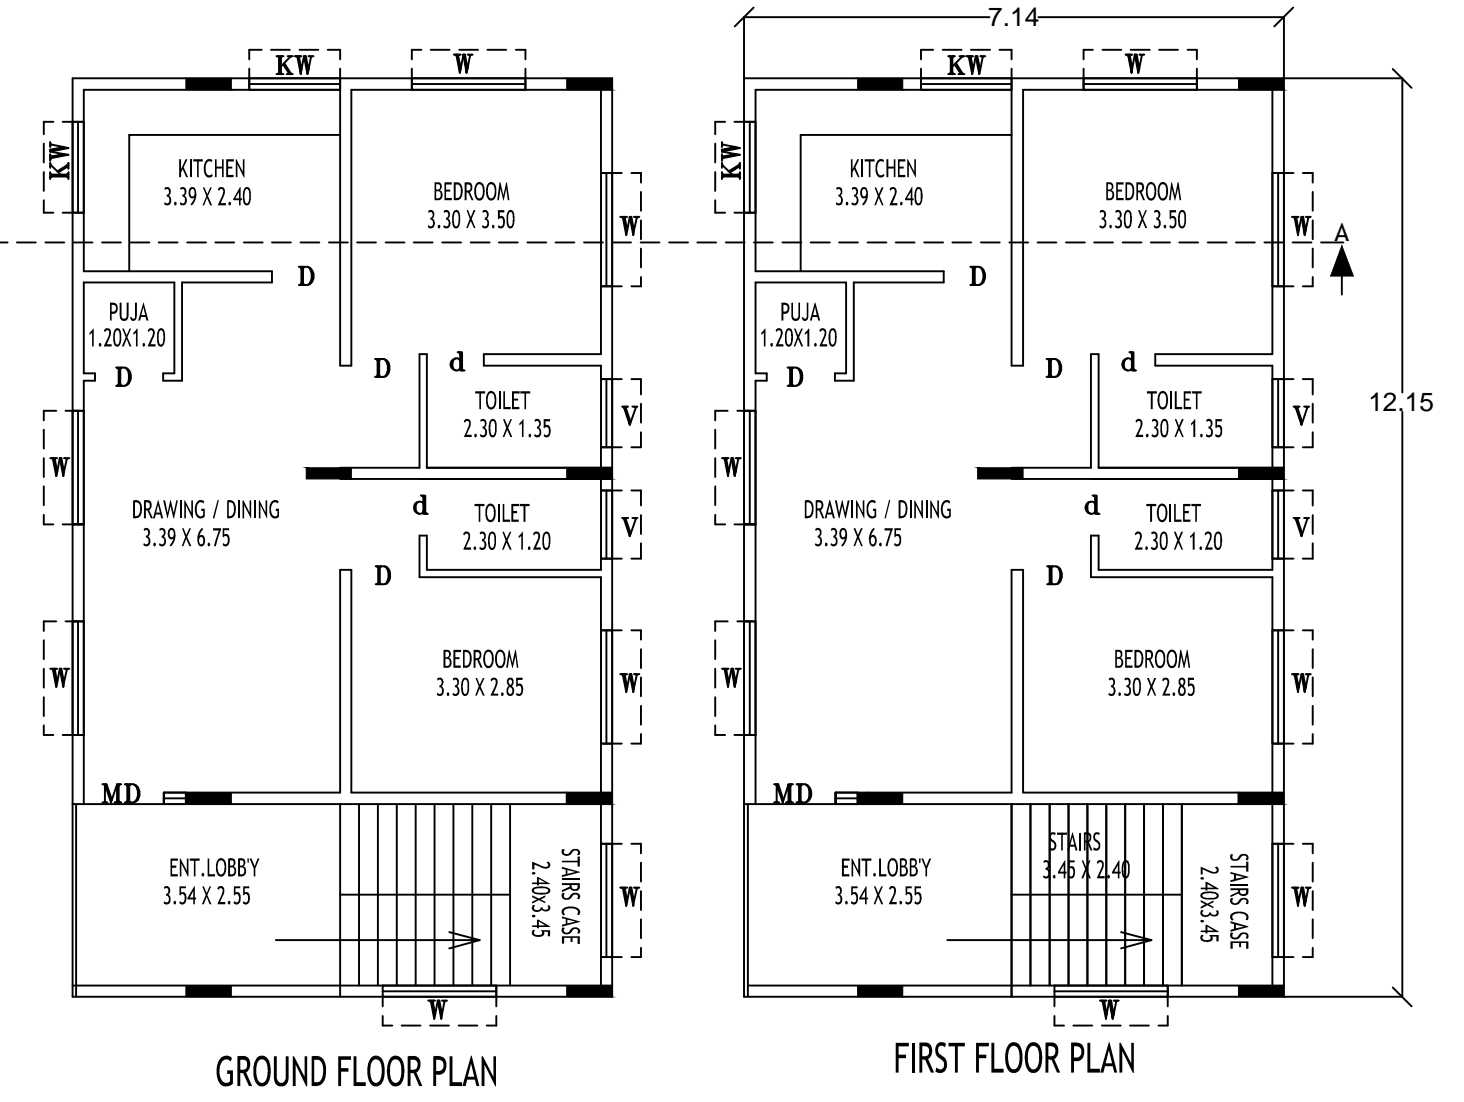 7.14
KW
W
KW
W
KW
KITCHEN
3.39 X 2.40
BEDROOM
3.30 X 3.50
W
KW
KITCHEN
3.39 X 2.40
BEDROOM
3.30 X 3.50
W
A
D
D
PUJA
1.20X1.20
D
D
d
PUJA
1.20X1.20
D
D
d
TOILET
2.30 X 1.35
V
TOILET
2.30 X 1.35
V
12.15
W
W
DRAWING / DINING
3.39 X 6.75
d
TOILET
2.30 X 1.20
V
DRAWING / DINING
3.39 X 6.75
d
TOILET
2.30 X 1.20
V
D
D
W
BEDROOM
3.30 X 2.85
W
W
BEDROOM
3.30 X 2.85
W
MD
MD
ENT.LOBB'Y
3.54 X 2.55
STAIRS CASE
2.40x3.45
W
STAIRS
3.45 X 2.40
ENT.LOBB'Y
3.54 X 2.55
STAIRS CASE
2.40x3.45
W
W
W
GROUND FLOOR PLAN
FIRST FLOOR PLAN